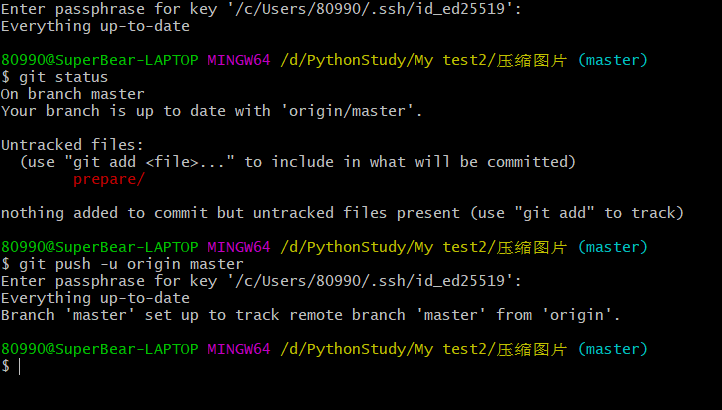 Enter passphrase for key '/c/Users/80990/.ssh/id_ed25519':
Everything up-to-date
80990@SuperBear-LAPTOP MINGW64 /d/PythonStudy/My test2/压缩图片 (master)
$ git status
On branch master
Your branch is up to date with 'origin/master'.
Untracked files:
  (use "git add <file>..." to include in what will be committed)
        prepare/
nothing added to commit but untracked files present (use "git add" to track)
80990@SuperBear-LAPTOP MINGW64 /d/PythonStudy/My test2/压缩图片 (master)
$ git push -u origin master
Enter passphrase for key '/c/Users/80990/.ssh/id_ed25519':
Everything up-to-date
Branch 'master' set up to track remote branch 'master' from 'origin'.
80990@SuperBear-LAPTOP MINGW64 /d/PythonStudy/My test2/压缩图片 (master)
$